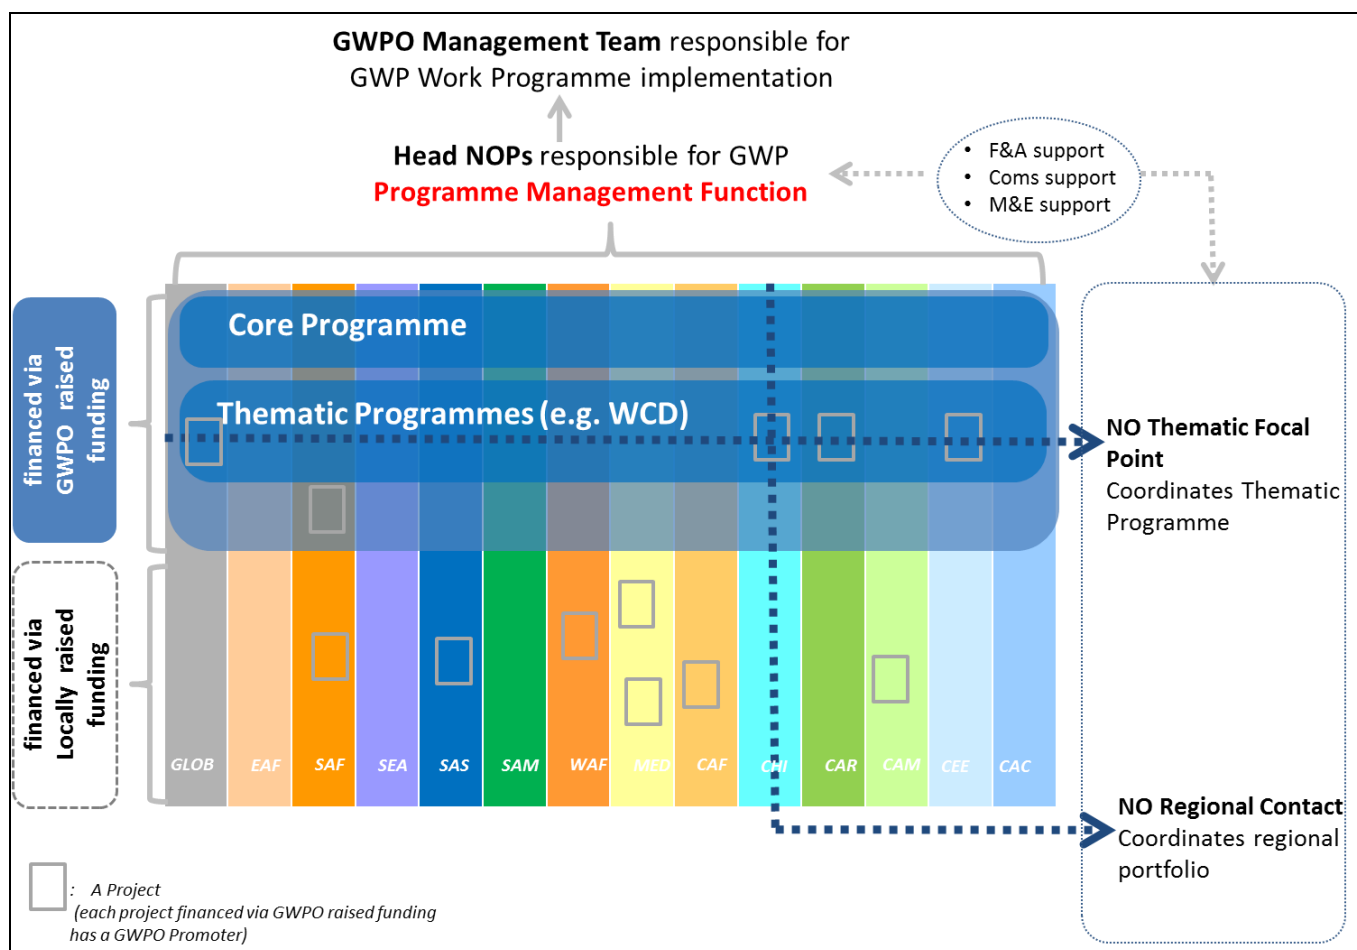 GWPO Management Team responsible for
GWP Work Programme implementation
Head NOPs responsible for GWP
Programme Management Function
• F&A support
• Coms support
• M&E support
financed via
GWPO raised
funding
Core Programme
Thematic Programmes (e.g. WCD)
NO Thematic Focal
Point
Coordinates Thematic
Programme
financed via
Locally raised
funding
GLOB EAF SAF SEA SAS SAM WAF MED CAF CHI CAR CAM CEE CAC
NO Regional Contact
Coordinates regional
portfolio
: A Project
(each project financed via GWPO raised funding
has a GWPO Promoter)